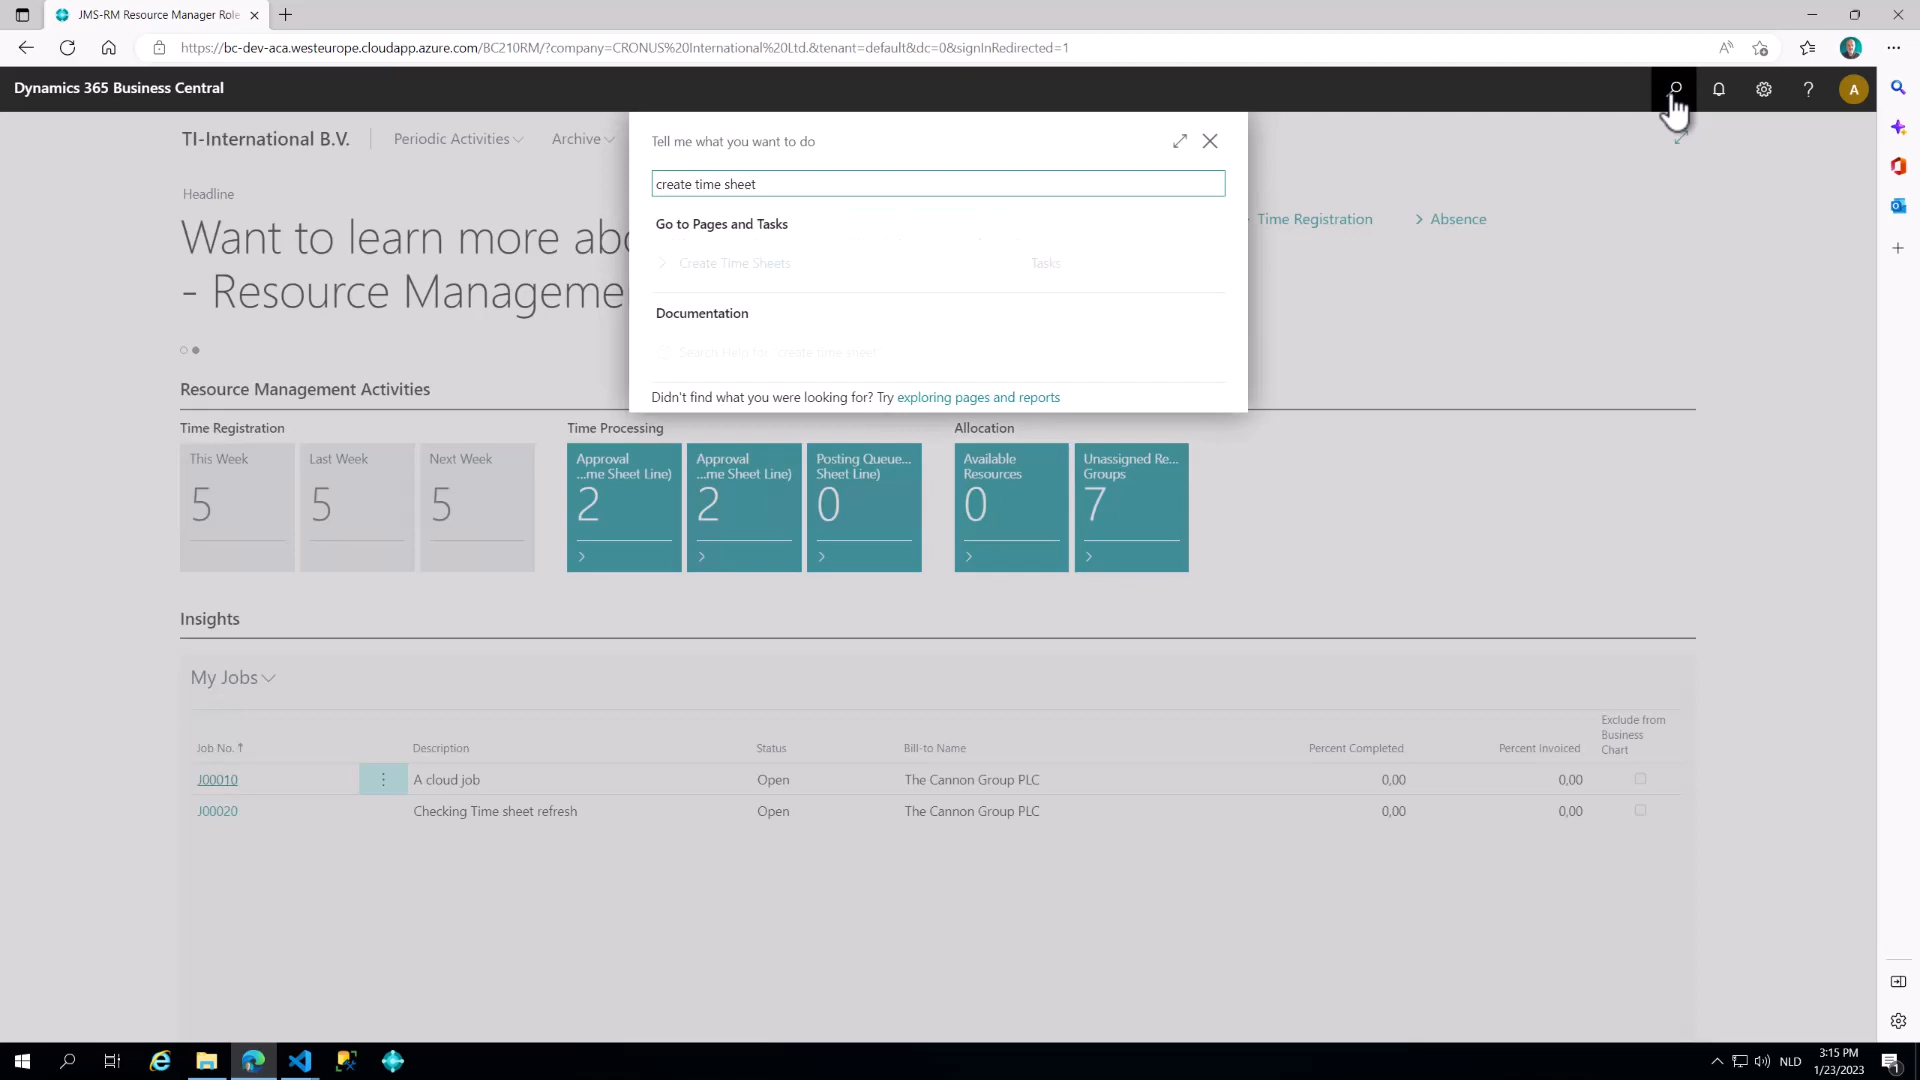 JMS-RM Resource Manager Role
https://bc-dev-aca.westeurope.cloudapp.azure.com/BC210RM/?company=CRONUS%20International%20Ltd.&tenant=default&dc=0&signInRedirected=1
Dynamics 365 Business Central
A
TI-International B.V.
Periodic Activities
Archive
Tell me what you want to do
create time sheet
Go to Pages and Tasks
Create Time Sheets
Tasks
Documentation
Search Help for "create time sheet"
Didn't find what you were looking for? Try exploring pages and reports
Time Registration
Absence
Headline
Want to learn more abo
- Resource Manageme
Resource Management Activities
Time Registration
Time Processing
Allocation
This Week
5
Last Week
5
Next Week
5
Approval
...me Sheet Line)
2
Approval
...me Sheet Line)
2
Posting Queue...
Sheet Line)
0
Available
Resources
0
Unassigned Re...
Groups
7
Insights
My Jobs
Job No. ↑
Description
Status
Bill-to Name
Percent Completed
Percent Invoiced
Exclude from
Business
Chart
J00010
A cloud job
Open
The Cannon Group PLC
0,00
0,00
J00020
Checking Time sheet refresh
Open
The Cannon Group PLC
0,00
0,00
NLD
3:15 PM
1/23/2023
1